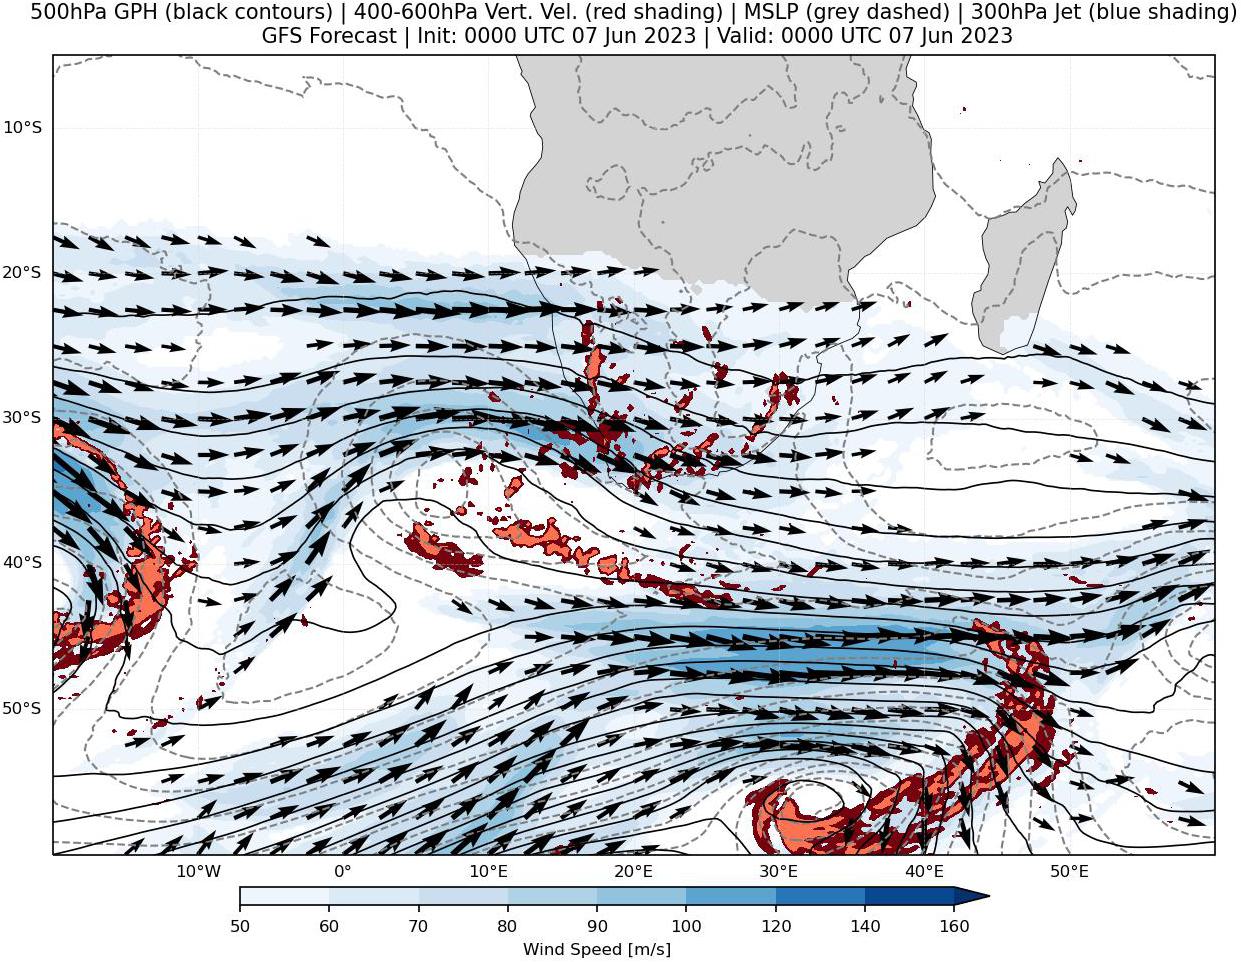 500hPa GPH (black contours) | 400-600hPa Vert. Vel. (red shading) | MSLP (grey dashed) | 300hPa Jet (blue shading)
GFS Forecast | Init: 0000 UTC 07 Jun 2023 | Valid: 0000 UTC 07 Jun 2023
10°S
20°S
30°S
40°S
50°S
10°W 0° 10°E 20°E 30°E 40°E 50°E
50 60 70 80 90 100 120 140 160
Wind Speed [m/s]